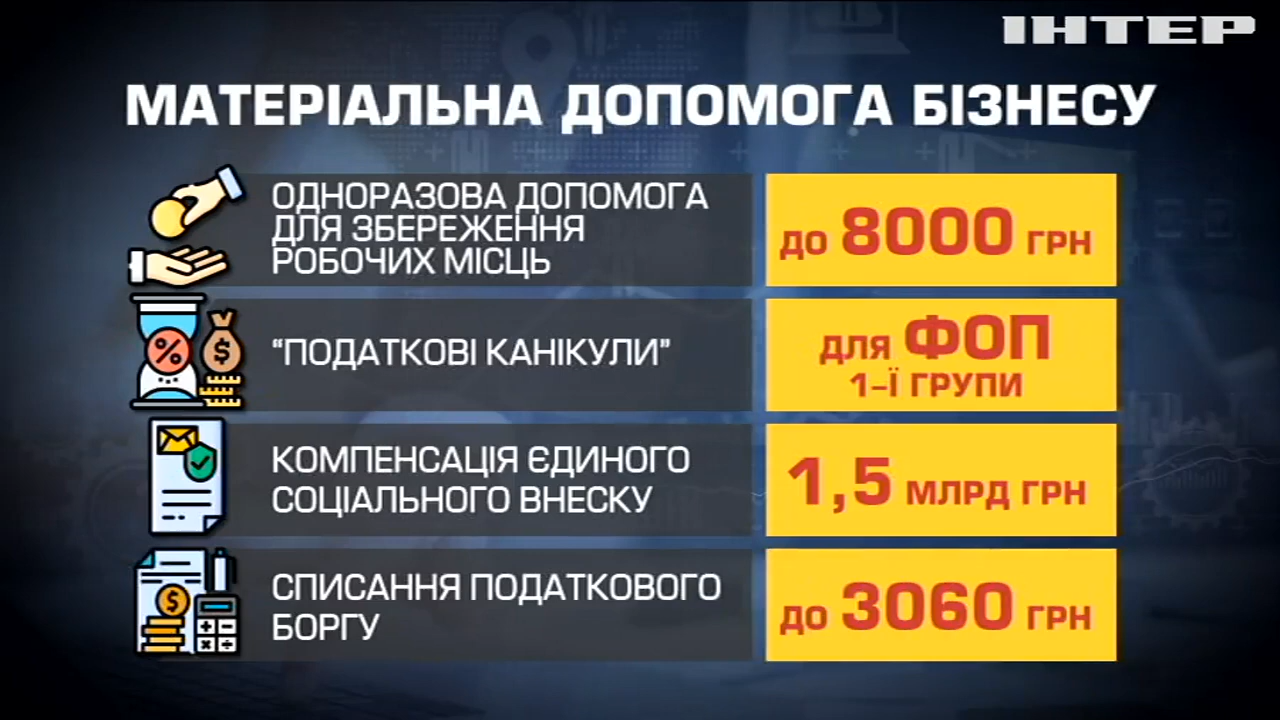 ІНТЕР
МАТЕРІАЛЬНА ДОПОМОГА БІЗНЕСУ
ОДНОРАЗОВА ДОПОМОГА
ДЛЯ ЗБЕРЕЖЕННЯ
РОБОЧИХ МІСЦЬ
ДО 8000 ГРН
“ПОДАТКОВІ КАНІКУЛИ”
ДЛЯ ФОП
1-Ї ГРУПИ
КОМПЕНСАЦІЯ ЄДИНОГО
СОЦІАЛЬНОГО ВНЕСКУ
1,5 МЛРД ГРН
СПИСАННЯ ПОДАТКОВОГО
БОРГУ
ДО 3060 ГРН